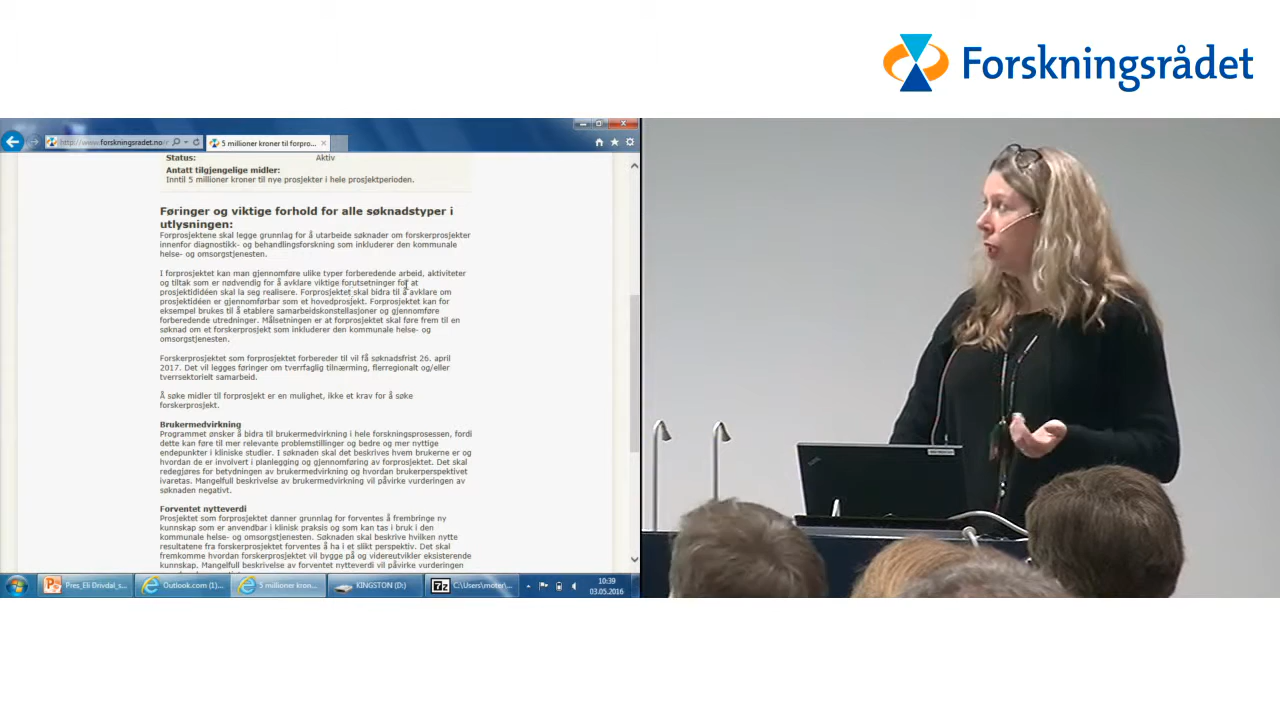 Forskningsrådet
http://www.forskningsradet.no/r
5 millioner kroner til forpro...
Status: Aktiv
Antatt tilgjengelige midler:
Inntil 5 millioner kroner til nye prosjekter i hele prosjektperioden.
Føringer og viktige forhold for alle søknadstyper i
utlysningen:
Forprosjektene skal legge grunnlag for å utarbeide søknader om forskerprosjekter
innenfor diagnostikk- og behandlingsforskning som inkluderer den kommunale
helse- og omsorgstjenesten.
I forprosjektet kan man gjennomføre ulike typer forberedende arbeid, aktiviteter
og tiltak som er nødvendig for å avklare viktige forutsetninger for at
prosjektidéen skal la seg realisere. Forprosjektet skal bidra til å avklare om
prosjektidéen er gjennomførbar som et hovedprosjekt. Forprosjektet kan for
eksempel brukes til å etablere samarbeidskonstellasjoner og gjennomføre
forberedende utredninger. Målsetningen er at forprosjektet skal føre frem til en
søknad om et forskerprosjekt som inkluderer den kommunale helse- og
omsorgstjenesten.
Forskerprosjektet som forprosjektet forbereder til vil få søknadsfrist 26. april
2017. Det vil legges føringer om tverrfaglig tilnærming, flerregionalt og/eller
tverrsektorielt samarbeid.
Å søke midler til forprosjekt er en mulighet, ikke et krav for å søke
forskerprosjekt.
Brukermedvirkning
Programmet ønsker å bidra til brukermedvirkning i hele forskningsprosessen, fordi
dette kan føre til mer relevante problemstillinger og bedre og mer nyttige
endepunkter i kliniske studier. I søknaden skal det beskrives hvem brukerne er og
hvordan de er involvert i planlegging og gjennomføring av forprosjektet. Det skal
redegjøres for betydningen av brukermedvirkning og hvordan brukerperspektivet
ivaretas. Mangelfull beskrivelse av brukermedvirkning vil påvirke vurderingen av
søknaden negativt.
Forventet nytteverdi
Prosjektet som forprosjektet danner grunnlag for forventes å frembringe ny
kunnskap som er anvendbar i klinisk praksis og som kan tas i bruk i den
kommunale helse- og omsorgstjenesten. Søknaden skal beskrive hvilken nytte
resultatene fra forskerprosjektet forventes å ha i et slikt perspektiv. Det skal
fremkomme hvordan forskerprosjektet vil bygge på og videreutvikler eksisterende
kunnskap. Mangelfull beskrivelse av forventet nytteverdi vil påvirke vurderingen
Pres_Eli Drivdal_s... Outlook.com (1)... 5 millioner kron... KINGSTON (D:) C:\Users\moter\... 10:39
03.05.2016